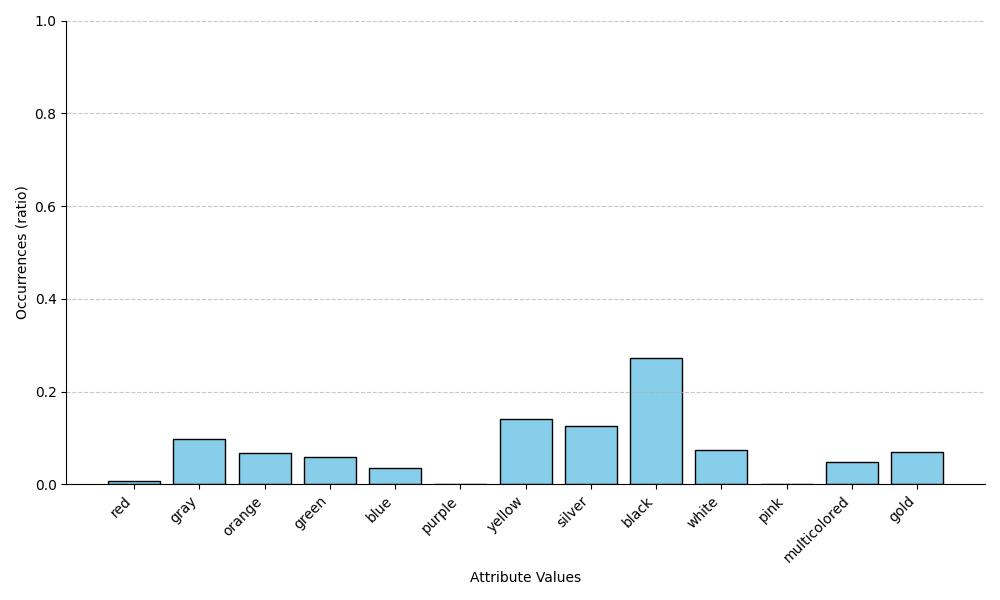 1.0
0.8
0.6
0.4
0.2
0.0
Occurrences (ratio)
red
gray
orange
green
blue
purple
yellow
silver
black
white
pink
multicolored
gold
Attribute Values